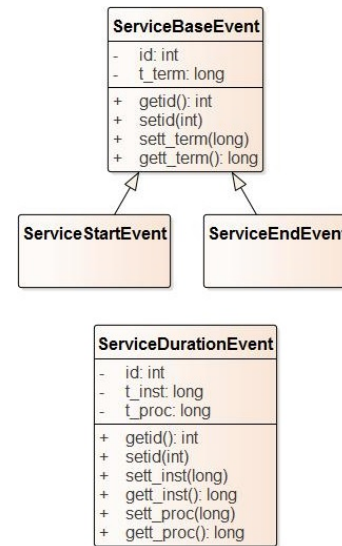 ServiceBaseEvent
- id: int
- t_term: long
+ getid(): int
+ setid(int)
+ sett_term(long)
+ gett_term(): long
ServiceStartEvent
ServiceEndEvent
ServiceDurationEvent
- id: int
- t_inst: long
- t_proc: long
+ getid(): int
+ setid(int)
+ sett_inst(long)
+ gett_inst(): long
+ sett_proc(long)
+ gett_proc(): long